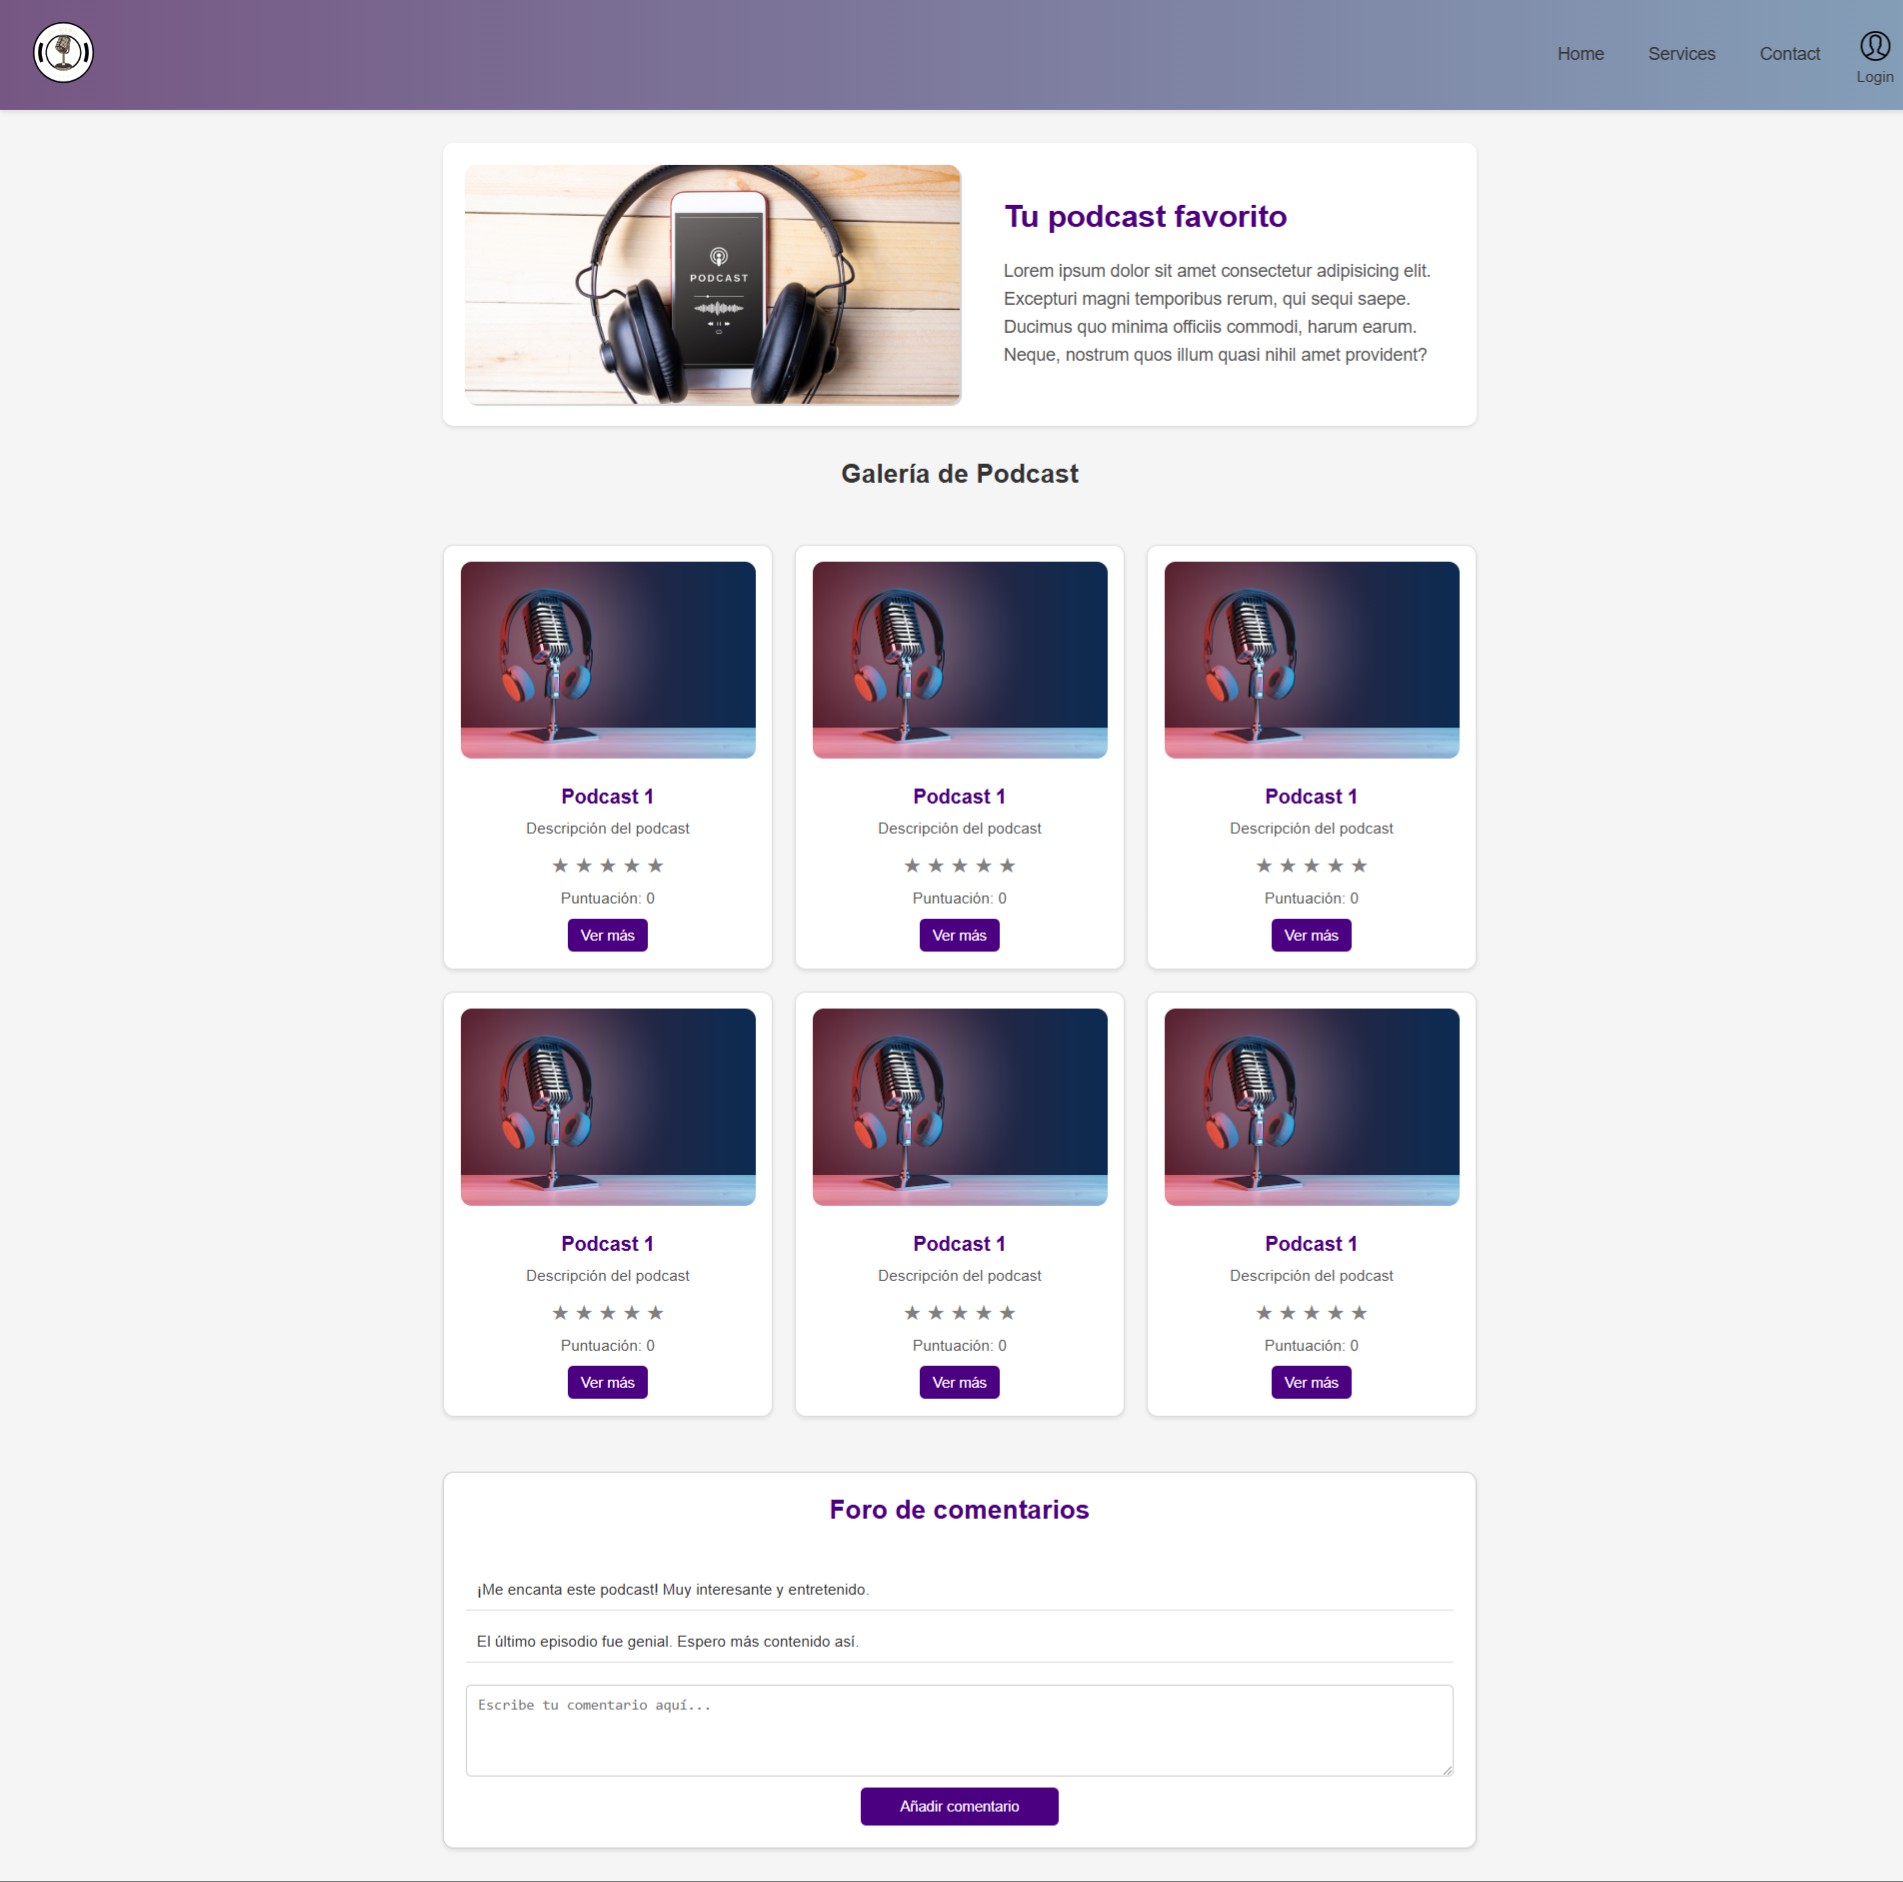 Home
Services
Contact
Login
PODCAST
Tu podcast favorito
Lorem ipsum dolor sit amet consectetur adipisicing elit.
Excepturi magni temporibus rerum, qui sequi saepe.
Ducimus quo minima officiis commodi, harum earum.
Neque, nostrum quos illum quasi nihil amet provident?
Galería de Podcast
Podcast 1
Descripción del podcast
★ ★ ★ ★ ★
Puntuación: 0
Ver más
Podcast 1
Descripción del podcast
★ ★ ★ ★ ★
Puntuación: 0
Ver más
Podcast 1
Descripción del podcast
★ ★ ★ ★ ★
Puntuación: 0
Ver más
Podcast 1
Descripción del podcast
★ ★ ★ ★ ★
Puntuación: 0
Ver más
Podcast 1
Descripción del podcast
★ ★ ★ ★ ★
Puntuación: 0
Ver más
Podcast 1
Descripción del podcast
★ ★ ★ ★ ★
Puntuación: 0
Ver más
Foro de comentarios
¡Me encanta este podcast! Muy interesante y entretenido.
El último episodio fue genial. Espero más contenido así.
Escribe tu comentario aquí...
Añadir comentario